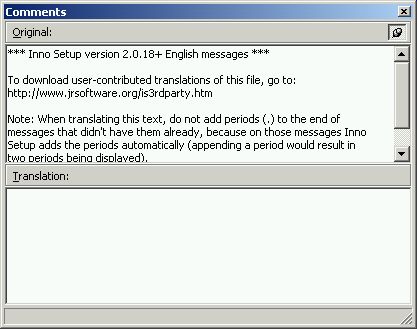 Comments
Original:
*** Inno Setup version 2.0.18+ English messages ***
To download user-contributed translations of this file, go to:
http://www.jrsoftware.org/is3rdparty.htm
Note: When translating this text, do not add periods (.) to the end of
messages that didn't have them already, because on those messages Inno
Setup adds the periods automatically (appending a period would result in
two periods being displayed).
Translation: